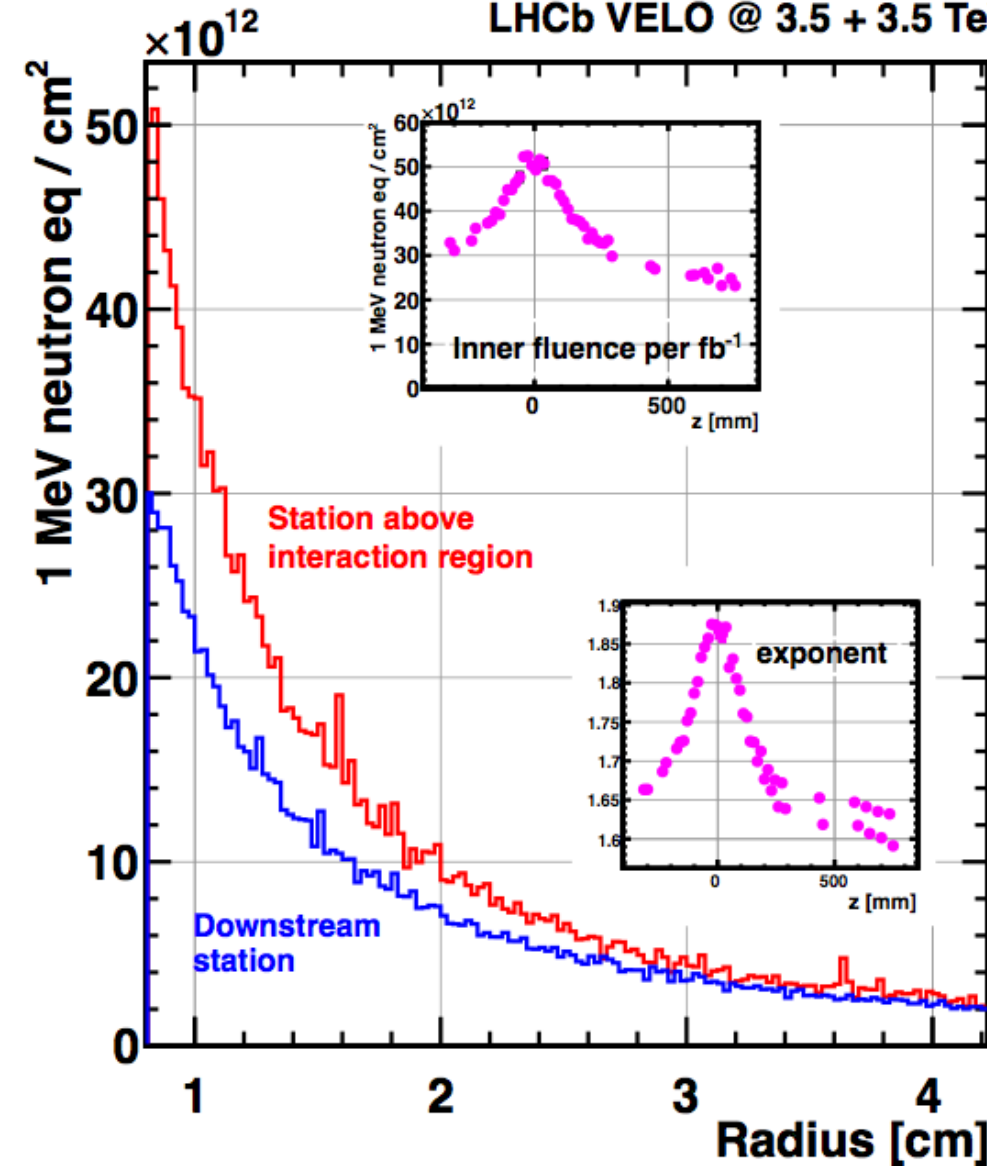 LHCb VELO @ 3.5 + 3.5 Te
×10¹²
1 MeV neutron eq / cm²
50
40
30
20
10
0
1
2
3
4
Radius [cm]
Station above
interaction region
Downstream
station
×10¹²
1 MeV neutron eq / cm²
60
50
40
30
20
10
0
Inner fluence per fb⁻¹
0
500
z [mm]
1.9
1.85
1.8
1.75
1.7
1.65
1.6
exponent
0
500
z [mm]